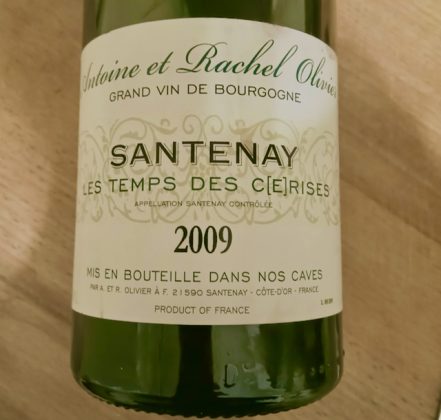 Antoine et Rachel Olivier
GRAND VIN DE BOURGOGNE
SANTENAY
LES TEMPS DES C[E]RISES
APPELLATION SANTENAY CONTRÔLÉE
2009
MIS EN BOUTEILLE DANS NOS CAVES
PAR A. ET R. OLIVIER À F. 21590 SANTENAY - CÔTE-D'OR - FRANCE
PRODUCT OF FRANCE